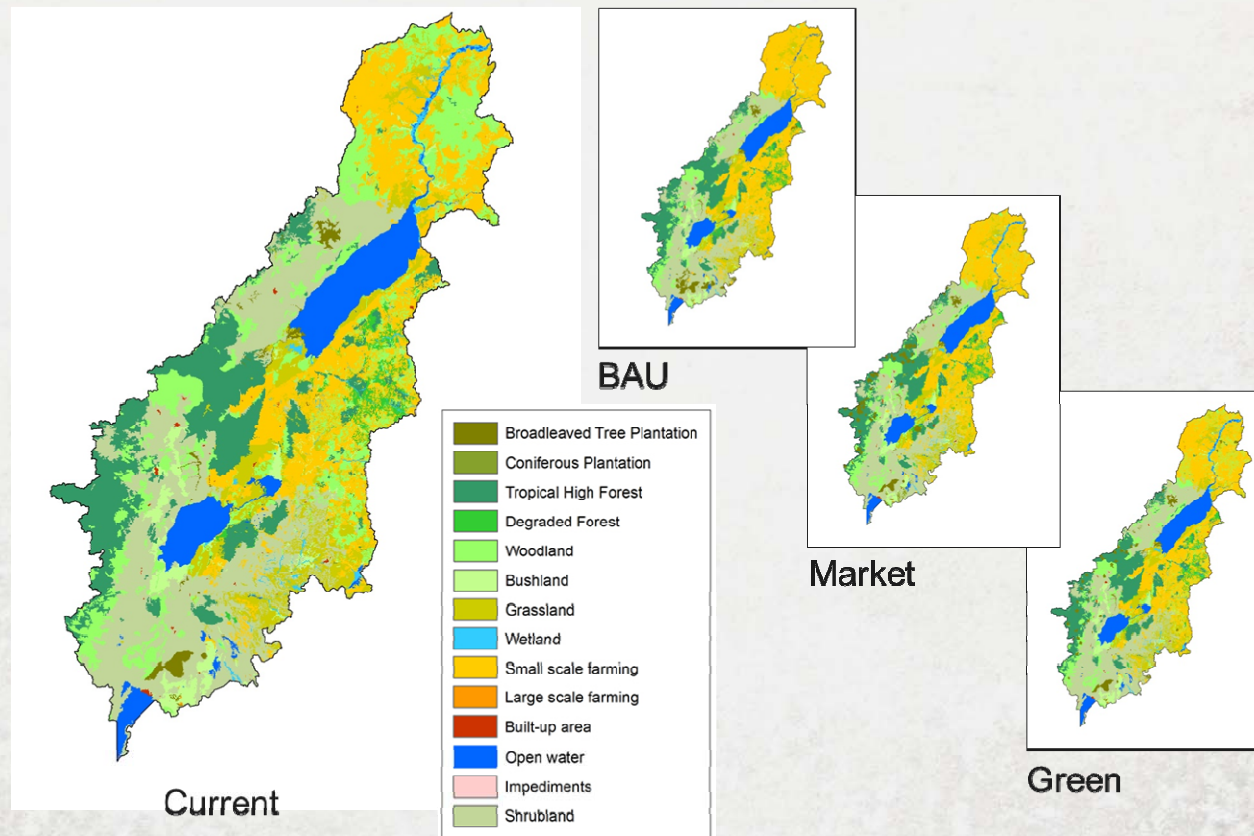 BAU
Market
Green
Current
Broadleaved Tree Plantation
Coniferous Plantation
Tropical High Forest
Degraded Forest
Woodland
Bushland
Grassland
Wetland
Small scale farming
Large scale farming
Built-up area
Open water
Impediments
Shrubland